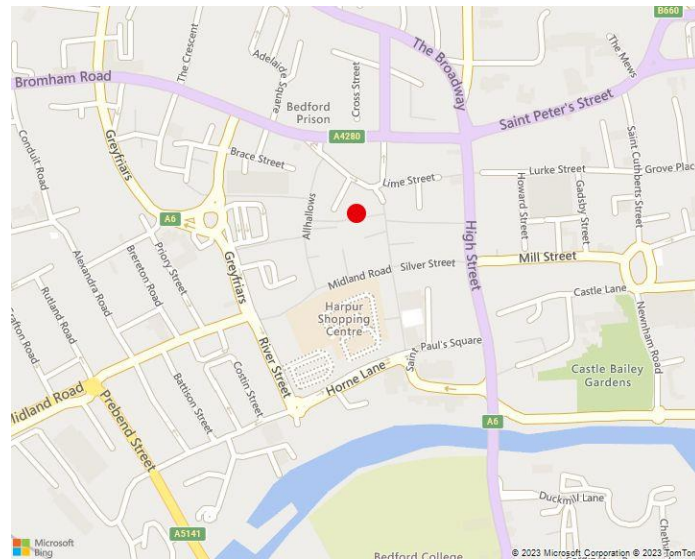 B660
The Mews
The Broadway
Adelaide
Square
Cross Street
The Crescent
Bromham Road
Bedford
Prison
Saint Peter's Street
A4280
Greyfriars
Conduit Road
Brace Street
Saint Cuthberts Street
Lurke Street
Grove Place
Lime Street
Howard Street
Gadsby Street
Allhallows
A6
High Street
Priory Street
Greyfriars
Alexandra Road
Brereton Road
Midland Road
Silver Street
Mill Street
Rutland Road
Castle Lane
Newnham Road
Harpur
Shopping
Centre
River Street
Saint
Paul's Square
Castle Bailey
Gardens
Costin Street
Battison Street
Horne Lane
Midland Road
Prebend Street
A6
A5141
Duckmill Lane
Microsoft
Bing
Bedford College
© 2023 Microsoft Corporation © 2023 TomTom